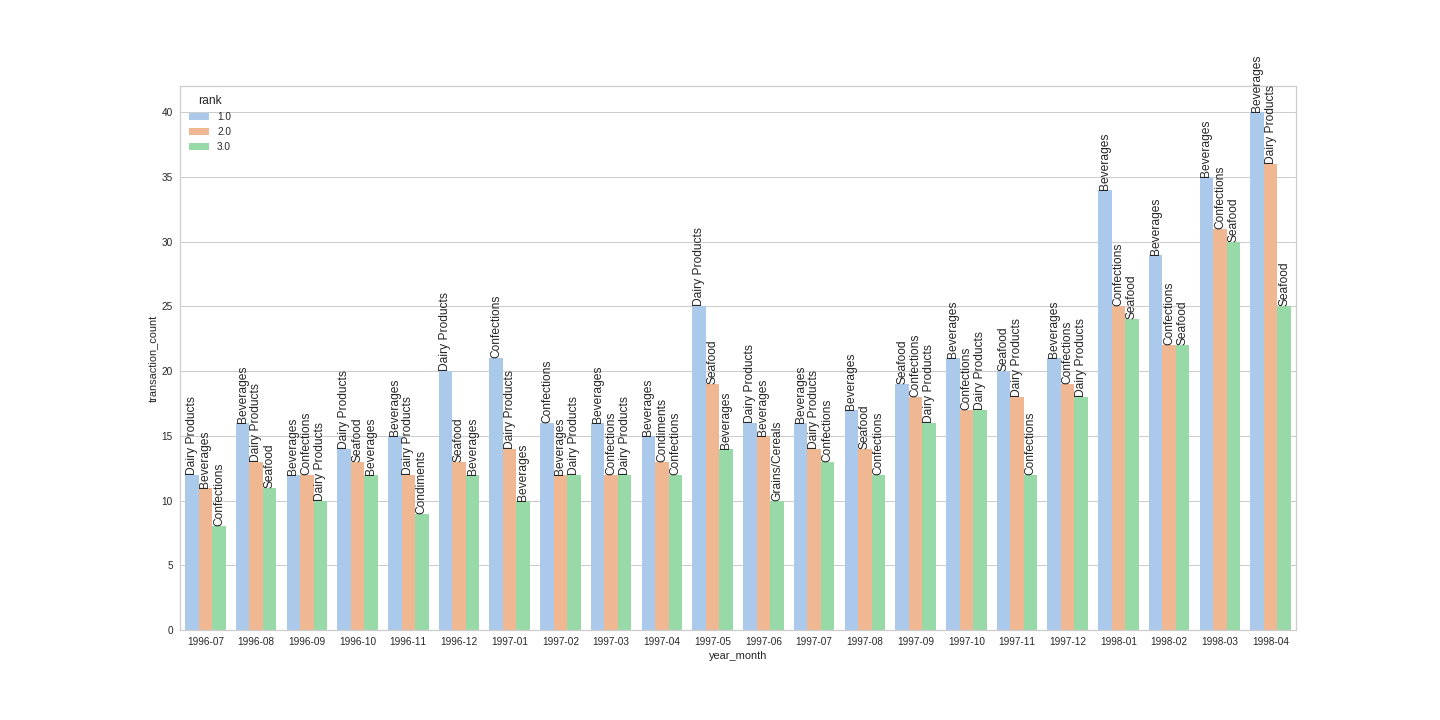 rank
1.0
2.0
3.0
transaction_count
40
35
30
25
20
15
10
5
0
Dairy Products
Beverages
Confections
Beverages
Dairy Products
Seafood
Beverages
Confections
Dairy Products
Dairy Products
Seafood
Beverages
Beverages
Dairy Products
Condiments
Dairy Products
Seafood
Beverages
Confections
Dairy Products
Beverages
Confections
Beverages
Dairy Products
Beverages
Confections
Dairy Products
Beverages
Condiments
Confections
Dairy Products
Seafood
Beverages
Dairy Products
Beverages
Grains/Cereals
Beverages
Dairy Products
Confections
Beverages
Seafood
Confections
Seafood
Confections
Dairy Products
Beverages
Confections
Dairy Products
Seafood
Dairy Products
Confections
Beverages
Confections
Dairy Products
Beverages
Confections
Seafood
Beverages
Confections
Seafood
Beverages
Confections
Seafood
Beverages
Dairy Products
Seafood
1996-07 1996-08 1996-09 1996-10 1996-11 1996-12 1997-01 1997-02 1997-03 1997-04 1997-05 1997-06 1997-07 1997-08 1997-09 1997-10 1997-11 1997-12 1998-01 1998-02 1998-03 1998-04
year_month